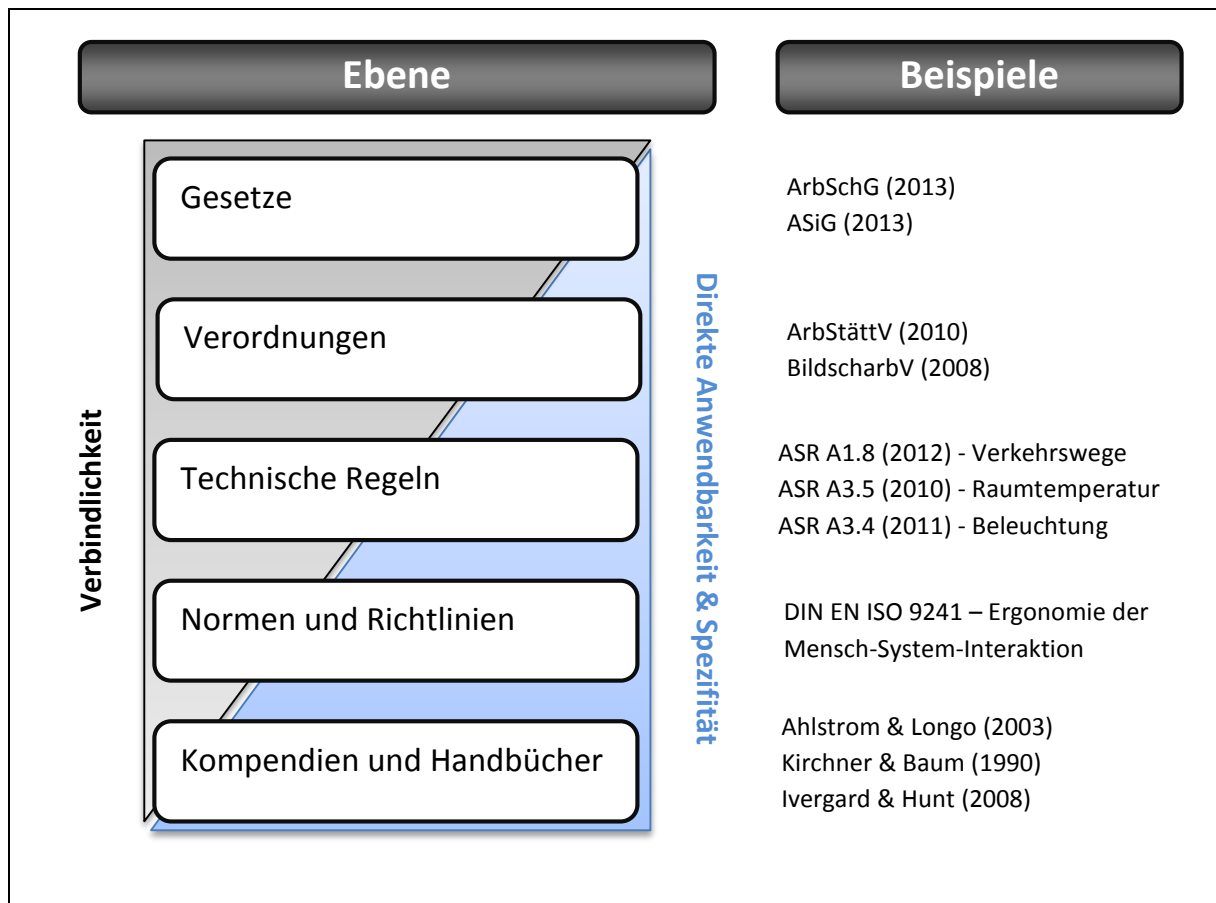 Ebene
Beispiele
Gesetze
ArbSchG (2013)
ASiG (2013)
Verordnungen
ArbStättV (2010)
BildscharbV (2008)
Technische Regeln
ASR A1.8 (2012) - Verkehrswege
ASR A3.5 (2010) - Raumtemperatur
ASR A3.4 (2011) - Beleuchtung
Normen und Richtlinien
DIN EN ISO 9241 – Ergonomie der
Mensch-System-Interaktion
Kompendien und Handbücher
Ahlstrom & Longo (2003)
Kirchner & Baum (1990)
Ivergard & Hunt (2008)
Verbindlichkeit
Direkte Anwendbarkeit & Spezifität